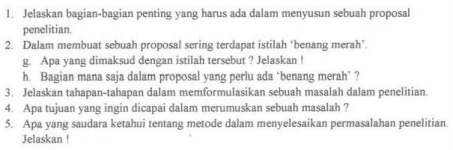 1. Jelaskan bagian-bagian penting yang harus ada dalam menyusun sebuah proposal
penelitian.
2. Dalam membuat sebuah proposal sering terdapat istilah ‘benang merah’.
g. Apa yang dimaksud dengan istilah tersebut ? Jelaskan !
h. Bagian mana saja dalam proposal yang perlu ada ‘benang merah’ ?
3. Jelaskan tahapan-tahapan dalam memformulasikan sebuah masalah dalam penelitian.
4. Apa tujuan yang ingin dicapai dalam merumuskan sebuah masalah ?
5. Apa yang saudara ketahui tentang metode dalam menyelesaikan permasalahan penelitian.
Jelaskan !